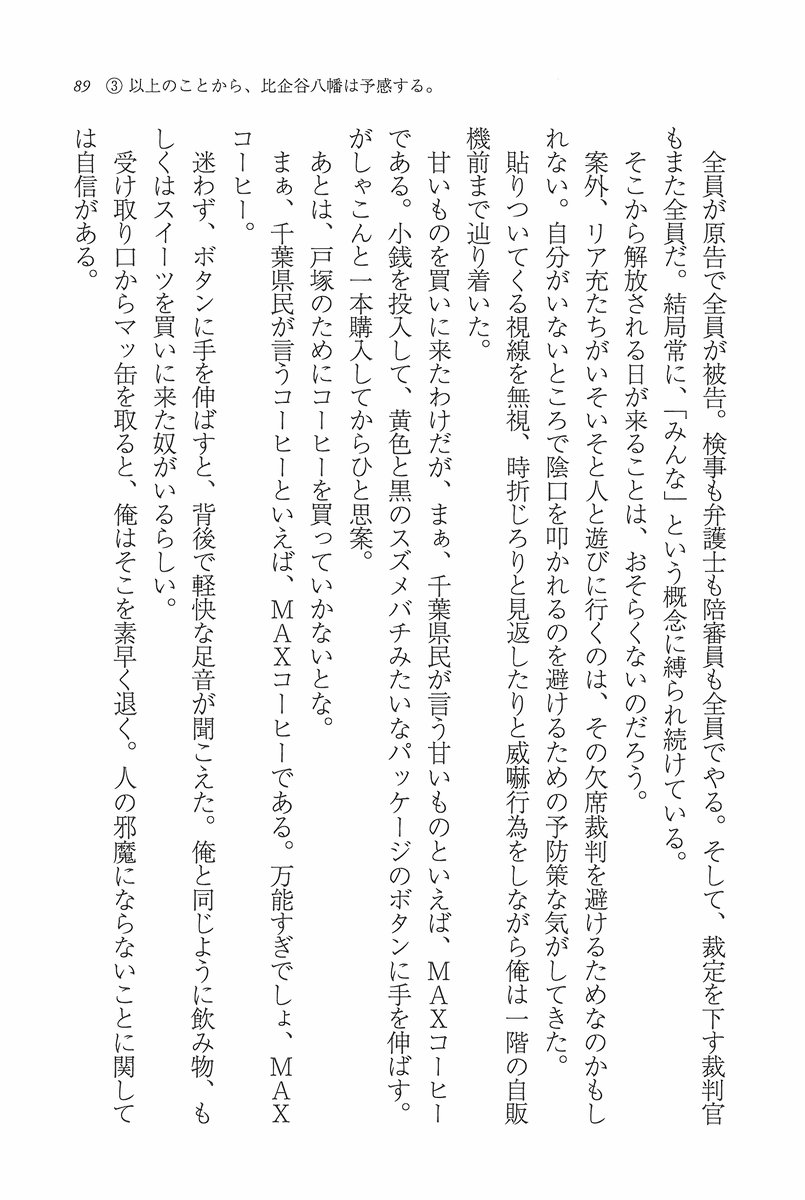 89 ③ 以上のことから、比企谷八幡は予感する。
全員が原告で全員が被告。検事も弁護士も陪審員も全員でやる。そして、裁定を下す裁判官
もまた全員だ。結局常に、「みんな」という概念に縛られ続けている。
そこから解放される日が来ることは、おそらくないのだろう。
案外、リア充たちがいそいそと人と遊びに行くのは、その欠席裁判を避けるためなのかもし
れない。自分がいないところで陰口を叩かれるのを避けるための予防策な気がしてきた。
貼りついてくる視線を無視、時折じろりと見返したりと威嚇行為をしながら俺は一階の自販
機前まで辿り着いた。
甘いものを買いに来たわけだが、まぁ、千葉県民が言う甘いものといえば、ＭＡＸコーヒー
である。小銭を投入して、黄色と黒のスズメバチみたいなパッケージのボタンに手を伸ばす。
がしゃこんと一本購入してからひと思案。
あとは、戸塚のためにコーヒーを買っていかないとな。
まぁ、千葉県民が言うコーヒーといえば、ＭＡＸコーヒーである。万能すぎでしょ、ＭＡＸ
コーヒー。
迷わず、ボタンに手を伸ばすと、背後で軽快な足音が聞こえた。俺と同じように飲み物、も
しくはスイーツを買いに来た奴がいるらしい。
受け取り口からマッ缶を取ると、俺はそこを素早く退く。人の邪魔にならないことに関して
は自信がある。